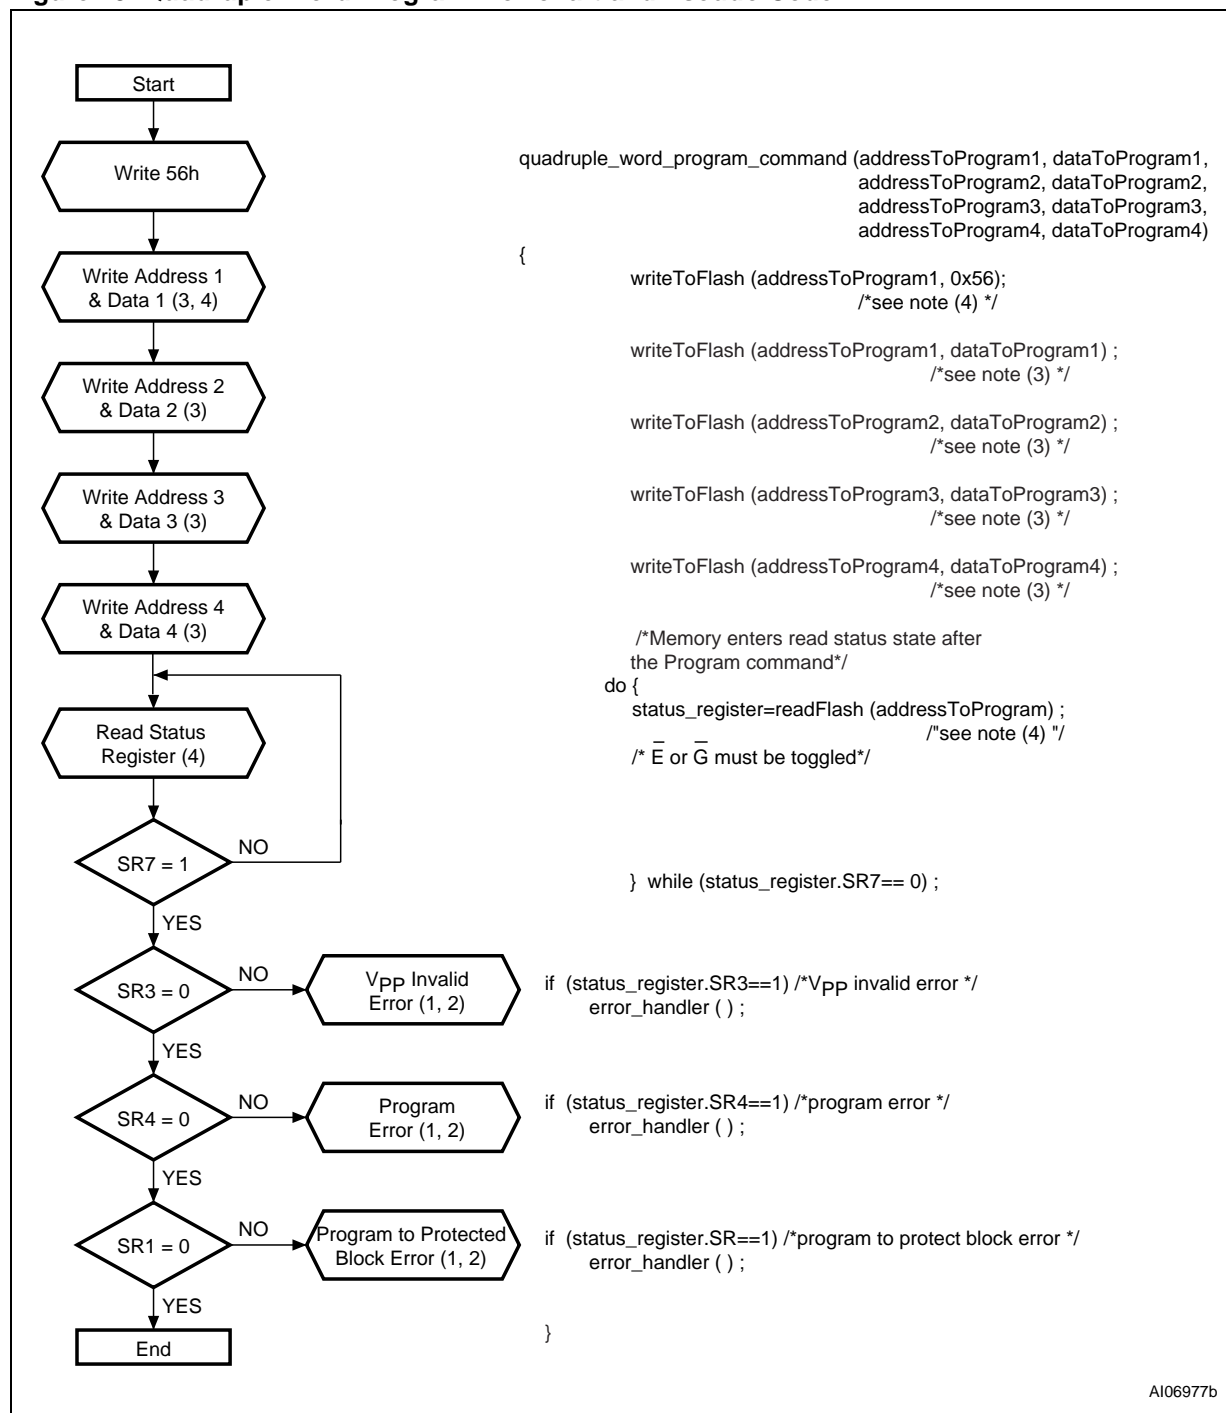 Start
Write 56h
Write Address 1
& Data 1 (3, 4)
Write Address 2
& Data 2 (3)
Write Address 3
& Data 3 (3)
Write Address 4
& Data 4 (3)
Read Status
Register (4)
SR7 = 1
NO
YES
SR3 = 0
NO
VPP Invalid
Error (1, 2)
YES
SR4 = 0
NO
Program
Error (1, 2)
YES
SR1 = 0
NO
Program to Protected
Block Error (1, 2)
YES
End
quadruple_word_program_command (addressToProgram1, dataToProgram1,
addressToProgram2, dataToProgram2,
addressToProgram3, dataToProgram3,
addressToProgram4, dataToProgram4)
{
writeToFlash (addressToProgram1, 0x56);
/*see note (4) */
writeToFlash (addressToProgram1, dataToProgram1) ;
/*see note (3) */
writeToFlash (addressToProgram2, dataToProgram2) ;
/*see note (3) */
writeToFlash (addressToProgram3, dataToProgram3) ;
/*see note (3) */
writeToFlash (addressToProgram4, dataToProgram4) ;
/*see note (3) */
/*Memory enters read status state after
the Program command*/
do {
status_register=readFlash (addressToProgram) ;
/"see note (4) "/
/* E̅ or G̅ must be toggled*/
} while (status_register.SR7== 0) ;
if (status_register.SR3==1) /*VPP invalid error */
error_handler ( ) ;
if (status_register.SR4==1) /*program error */
error_handler ( ) ;
if (status_register.SR==1) /*program to protect block error */
error_handler ( ) ;
}
AI06977b